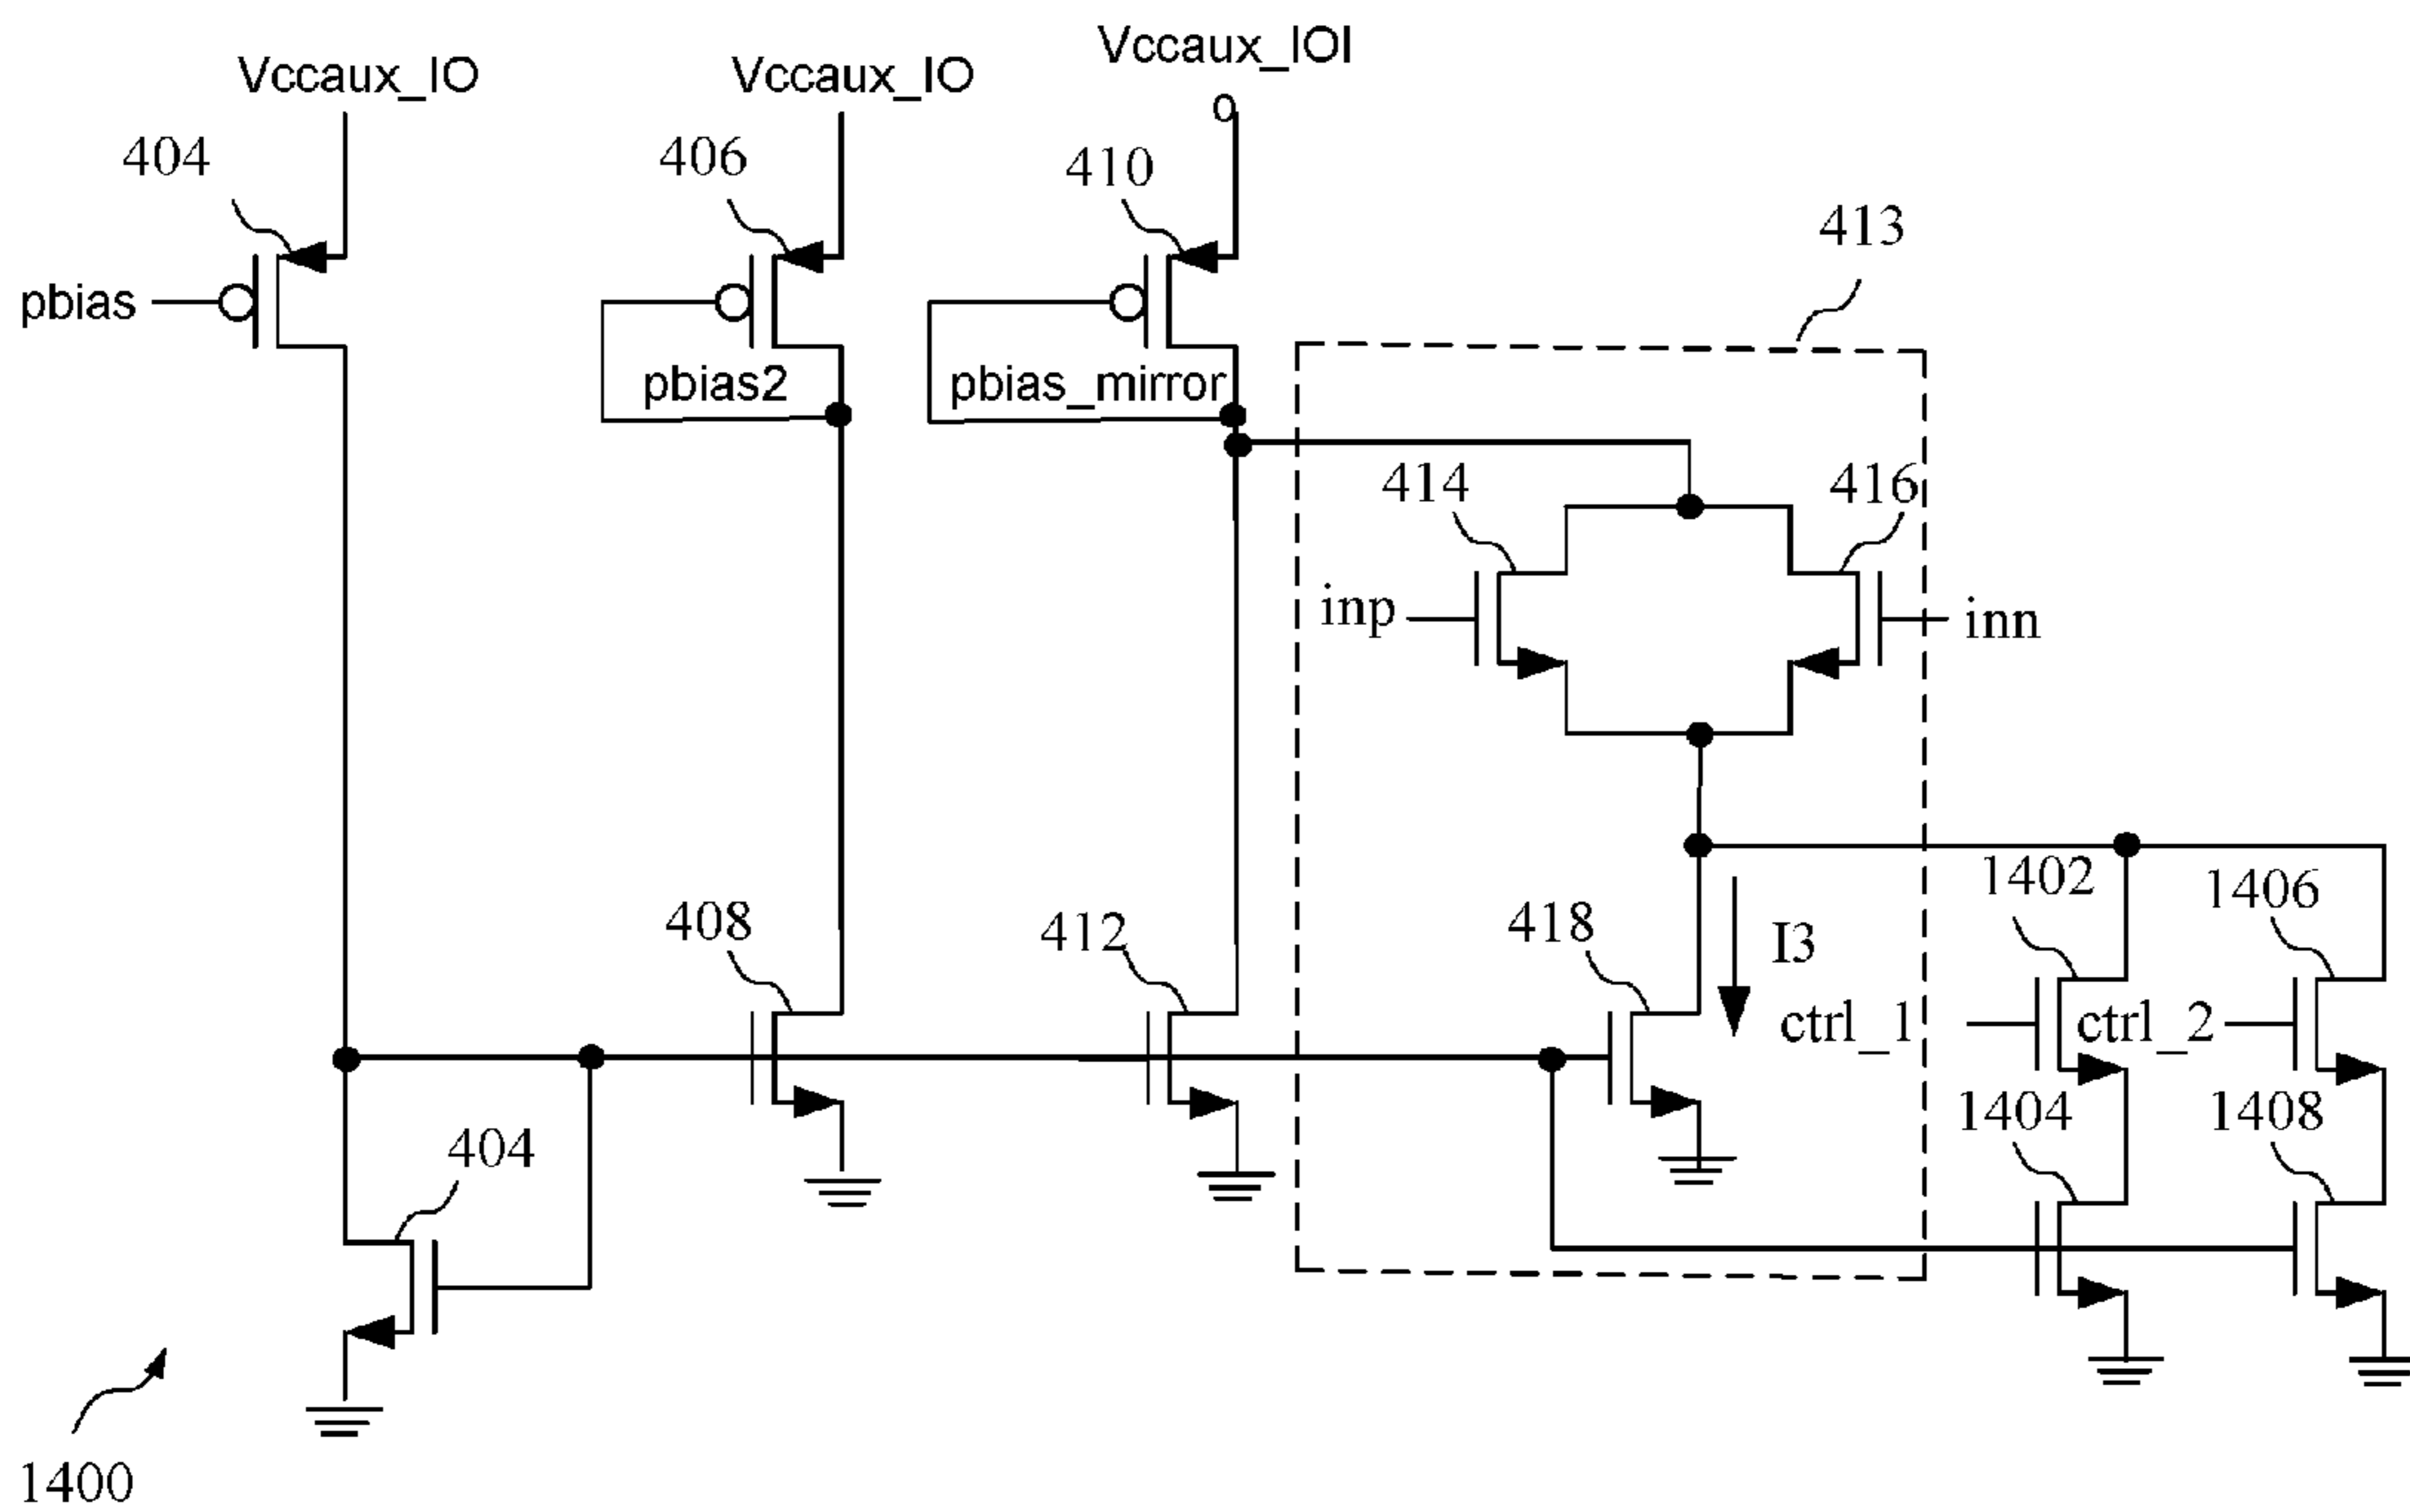 Vccaux_IO
Vccaux_IO
Vccaux_IOI
o
404
406
410
413
pbias
pbias2
pbias_mirror
414
416
inp
inn
408
412
418
I3
1402
1406
ctrl_1
ctrl_2
404
1404
1408
1400